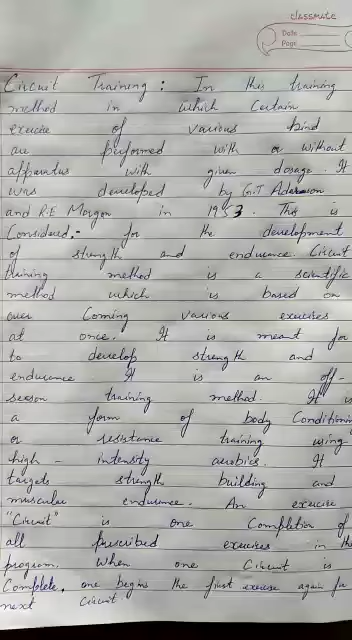 classmate
Date
Page
Circuit Training : In this training
method in which Certain
exercise of various kind
are performed with or without
apparatus with given dosage. It
was developed by G.T Adamson
and R.E Morgan in 1953. This is
Considered,- for the development
of strength and endurance. Circuit
training method is a scientific
method which is based on
over Coming various exercises
at once. It is meant for
to develop strength and
endurance It is an off-
season training method. It is
a form of body Conditioning
or resistance training using
high - intensity aerobics. It
targets strength building and
muscular endurance. An exercise
"Circuit" is one Completion of
all prescribed exercises in the
program. When one Circuit is
Complete, one begins the first exercise again for
next Circuit.